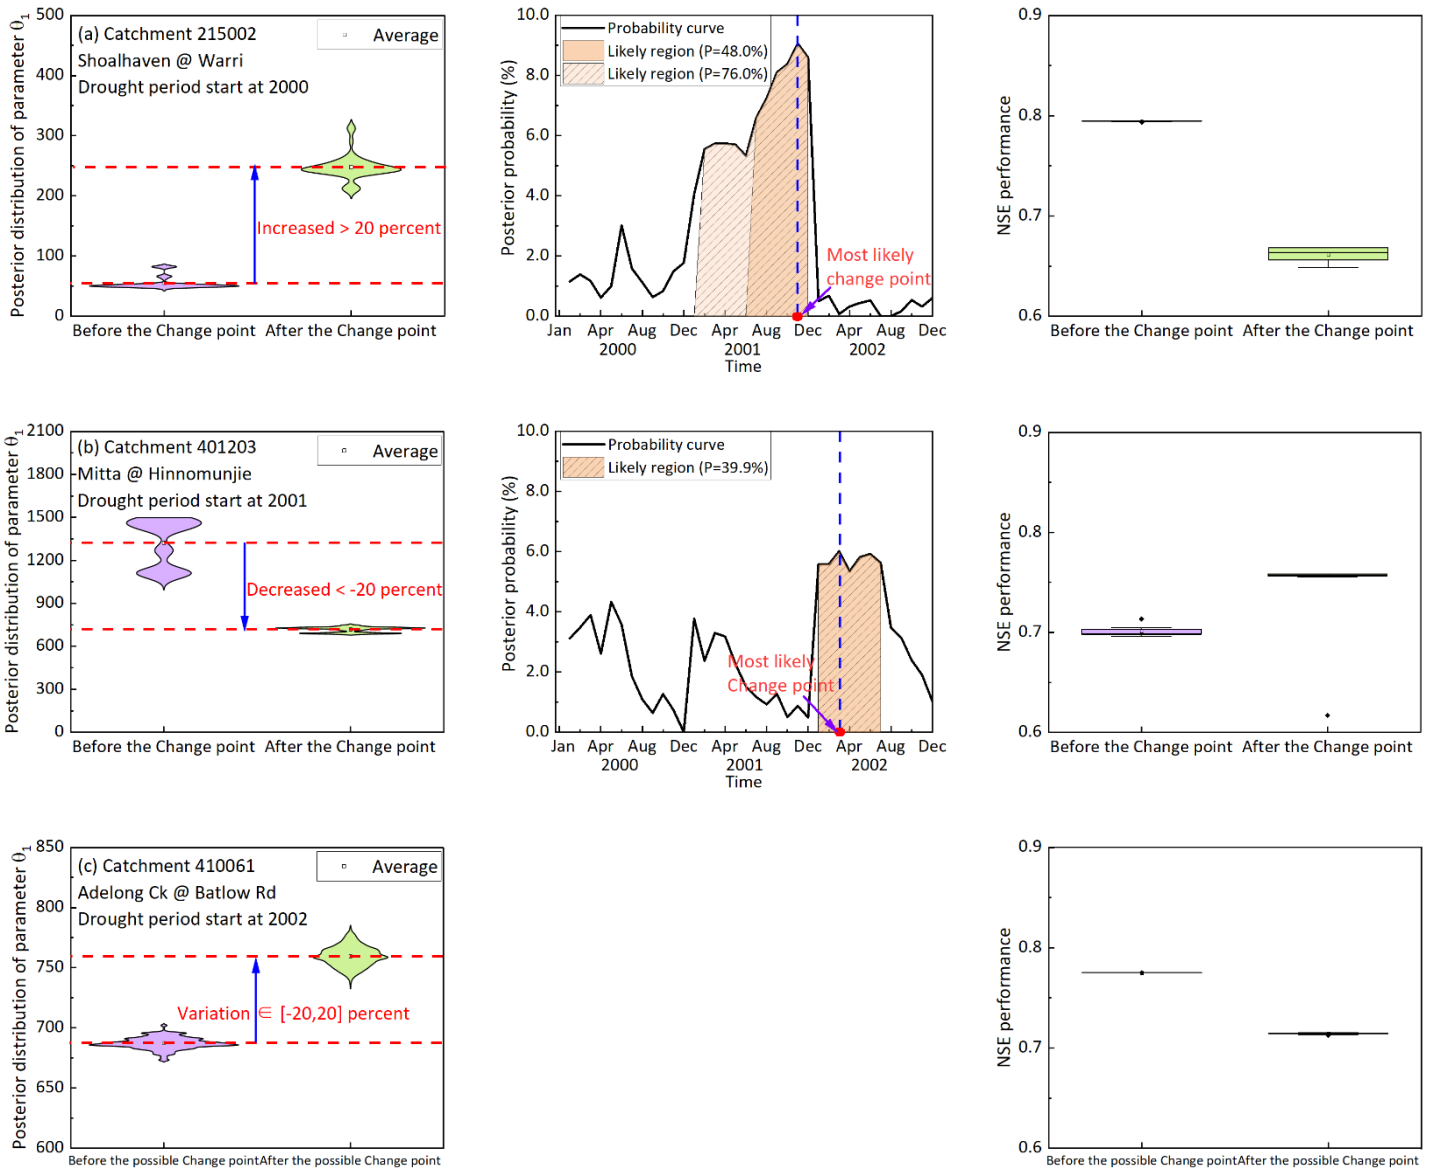 Posterior distribution of parameter θ1
500
400
300
200
100
0
(a) Catchment 215002
Shoalhaven @ Warri
Drought period start at 2000
Average
Increased > 20 percent
Before the Change point
After the Change point
Posterior probability (%)
10.0
8.0
6.0
4.0
2.0
0.0
Probability curve
Likely region (P=48.0%)
Likely region (P=76.0%)
Most likely
change point
Jan Apr Aug Dec Apr Aug Dec Apr Aug Dec
2000 2001 2002
Time
NSE performance
0.9
0.8
0.7
0.6
Before the Change point
After the Change point
Posterior distribution of parameter θ1
2100
1800
1500
1200
900
600
300
0
(b) Catchment 401203
Mitta @ Hinnomunjie
Drought period start at 2001
Average
Decreased < -20 percent
Before the Change point
After the Change point
Posterior probability (%)
10.0
8.0
6.0
4.0
2.0
0.0
Probability curve
Likely region (P=39.9%)
Most likely
Change point
Jan Apr Aug Dec Apr Aug Dec Apr Aug Dec
2000 2001 2002
Time
NSE performance
0.9
0.8
0.7
0.6
Before the Change point
After the Change point
Posterior distribution of parameter θ1
850
800
750
700
650
600
(c) Catchment 410061
Adelong Ck @ Batlow Rd
Drought period start at 2002
Average
Variation ∈ [-20,20] percent
Before the possible Change point
After the possible Change point
NSE performance
0.9
0.8
0.7
0.6
Before the possible Change point
After the possible Change point